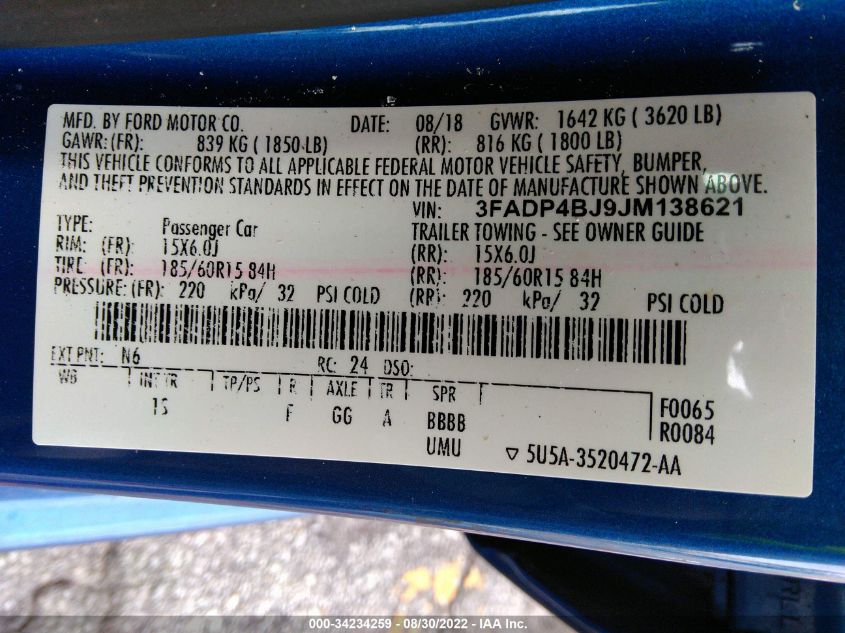 MFD. BY FORD MOTOR CO. DATE: 08/18 GVWR: 1642 KG ( 3620 LB)
GAWR:(FR): 839 KG ( 1850 LB) (RR): 816 KG ( 1800 LB)
THIS VEHICLE CONFORMS TO ALL APPLICABLE FEDERAL MOTOR VEHICLE SAFETY, BUMPER,
AND THEFT PREVENTION STANDARDS IN EFFECT ON THE DATE OF MANUFACTURE SHOWN ABOVE.
VIN: 3FADP4BJ9JM138621
TYPE: Passenger Car TRAILER TOWING - SEE OWNER GUIDE
RIM: (FR): 15X6.0J (RR): 15X6.0J
TIRE (FR): 185/60R15 84H (RR): 185/60R15 84H
PRESSURE: (FR): 220 kPa/ 32 PSI COLD (RR): 220 kPa/ 32 PSI COLD
EXT PNT: N6 RC: 24 DSO:
WB INT TR TP/PS R AXLE TR SPR
1S F GG A BBBB
UMU
F0065
R0084
▽ 5U5A-3520472-AA
000-34234259 - 08/30/2022 - IAA Inc.